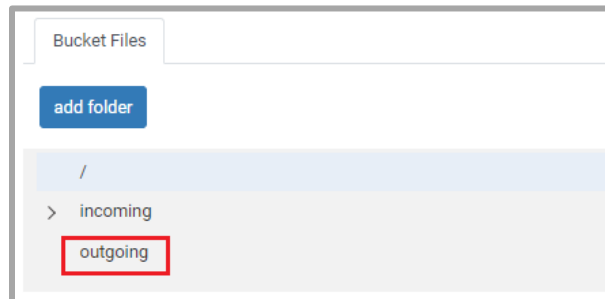 Bucket Files
add folder
/
incoming
outgoing